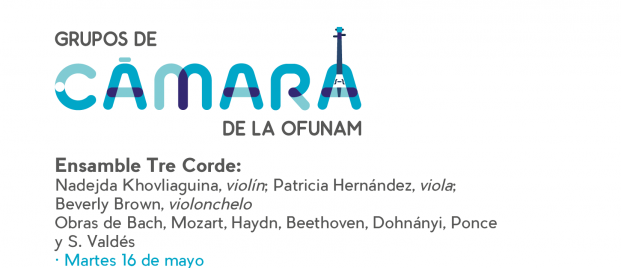 GRUPOS DE
CÁMARA
DE LA OFUNAM
Ensamble Tre Corde:
Nadejda Khovliaguina, violín; Patricia Hernández, viola;
Beverly Brown, violonchelo
Obras de Bach, Mozart, Haydn, Beethoven, Dohnányi, Ponce
y S. Valdés
· Martes 16 de mayo